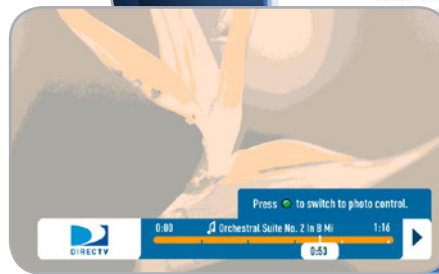 Press to switch to photo control.
0:00 Orchestral Suite No. 2 In B Mi 1:16
DIRECTV
0:53